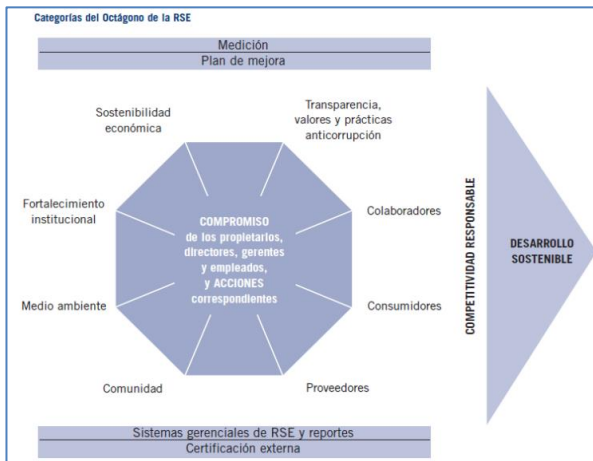 Categorías del Octágono de la RSE
Medición
Plan de mejora
Sostenibilidad
económica
Transparencia,
valores y prácticas
anticorrupción
Fortalecimiento
institucional
Colaboradores
COMPROMISO
de los propietarios,
directores, gerentes
y empleados,
y ACCIONES
correspondientes
Medio ambiente
Consumidores
Comunidad
Proveedores
COMPETITIVIDAD RESPONSABLE
DESARROLLO
SOSTENIBLE
Sistemas gerenciales de RSE y reportes
Certificación externa